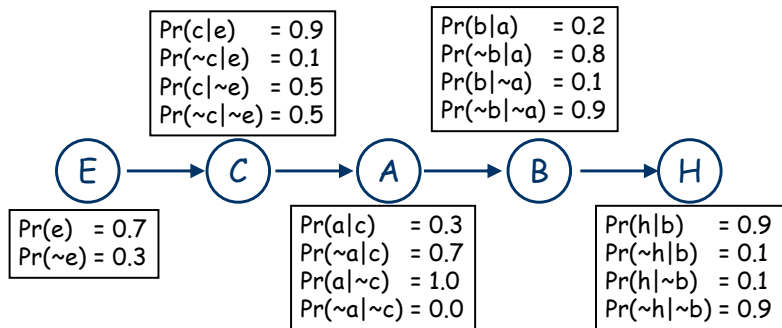 Pr(c|e) = 0.9
Pr(~c|e) = 0.1
Pr(c|~e) = 0.5
Pr(~c|~e) = 0.5
Pr(b|a) = 0.2
Pr(~b|a) = 0.8
Pr(b|~a) = 0.1
Pr(~b|~a) = 0.9
E
C
A
B
H
Pr(e) = 0.7
Pr(~e) = 0.3
Pr(a|c) = 0.3
Pr(~a|c) = 0.7
Pr(a|~c) = 1.0
Pr(~a|~c) = 0.0
Pr(h|b) = 0.9
Pr(~h|b) = 0.1
Pr(h|~b) = 0.1
Pr(~h|~b) = 0.9